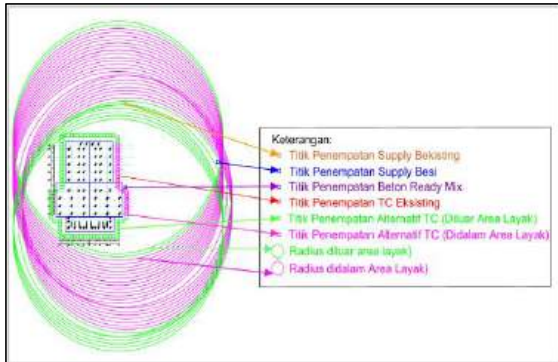 Keterangan:
Titik Penempatan Supply Bekisting
Titik Penempatan Supply Besi
Titik Penempatan Beton Ready Mix
Titik Penempatan TC Eksisting
Titik Penempatan Alternatif TC (Diluar Area Layak)
Titik Penempatan Alternatif TC (Didalam Area Layak)
Radius diluar area layak)
Radius didalam Area Layak)